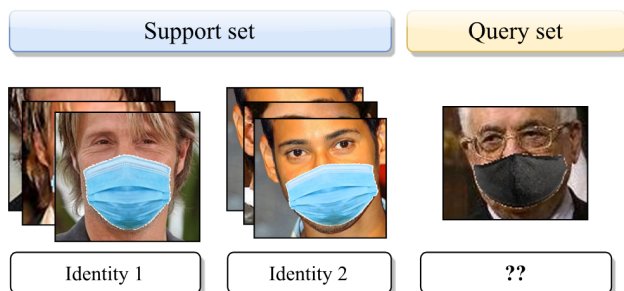 Support set
Query set
Identity 1
Identity 2
??